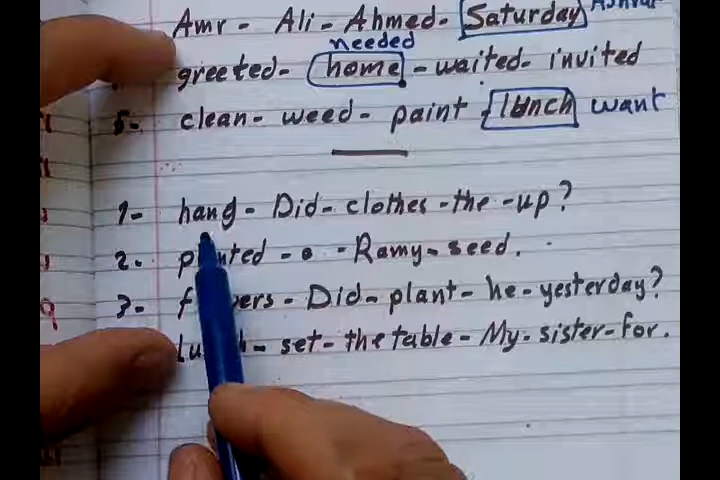 Amr - Ali - Ahmed - Saturday
needed
greeted - home - waited - invited
5- clean - weed - paint - lunch want
1- hang - Did - clothes - the - up?
2- - a - Ramy - seed.
3- - Did - plant - he - yesterday?
- set - the table - My - sister - for.